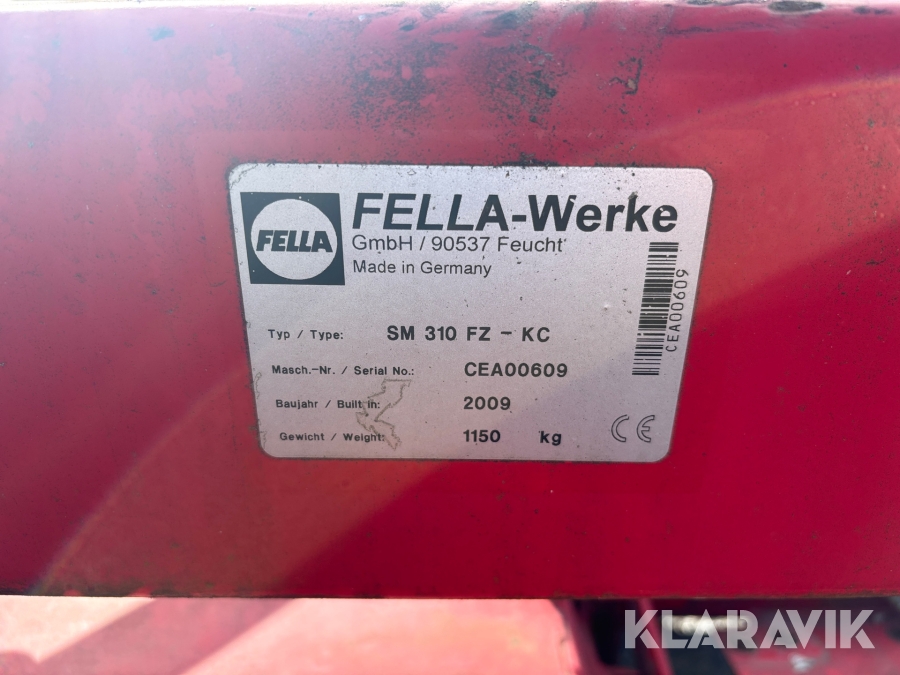 FELLA
FELLA-Werke
GmbH / 90537 Feucht
Made in Germany
Typ / Type: SM 310 FZ - KC
Masch.-Nr. / Serial No.: CEA00609
Baujahr / Built in: 2009
Gewicht / Weight: 1150 kg
CE
CEA00609
KLARAVIK